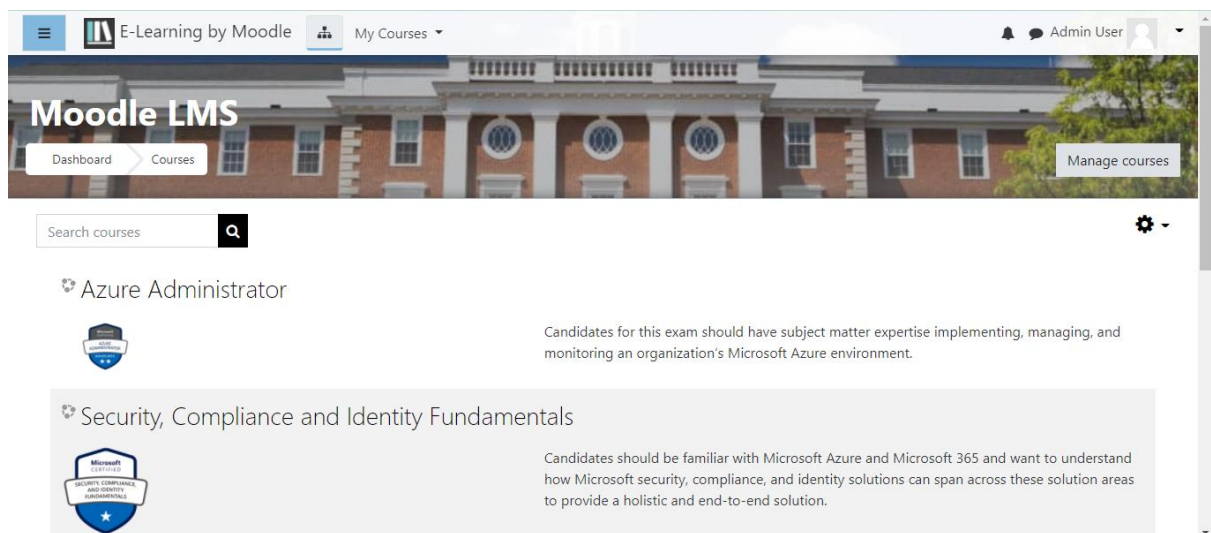 E-Learning by Moodle
My Courses
Admin User
Moodle LMS
Dashboard
Courses
Manage courses
Search courses
Azure Administrator
Microsoft
AZURE
ADMINISTRATOR
ASSOCIATE
Candidates for this exam should have subject matter expertise implementing, managing, and
monitoring an organization's Microsoft Azure environment.
Security, Compliance and Identity Fundamentals
Microsoft
CERTIFIED
SECURITY, COMPLIANCE,
AND IDENTITY
FUNDAMENTALS
Candidates should be familiar with Microsoft Azure and Microsoft 365 and want to understand
how Microsoft security, compliance, and identity solutions can span across these solution areas
to provide a holistic and end-to-end solution.